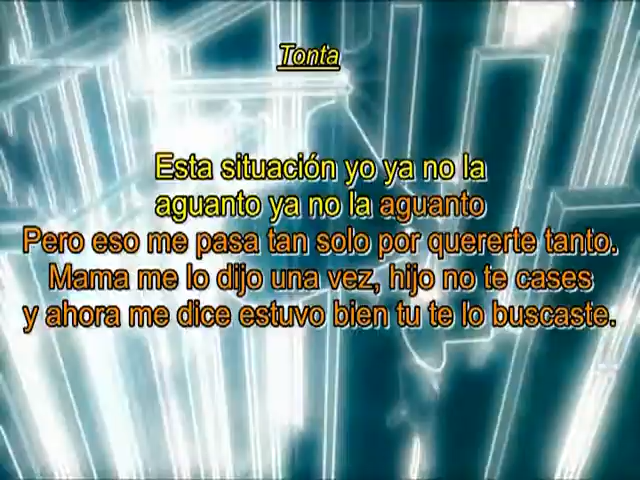 Tonta
Esta situación yo ya no la
aguanto ya no la aguanto
Pero eso me pasa tan solo por quererte tanto.
Mama me lo dijo una vez, hijo no te cases
y ahora me dice estuvo bien tu te lo buscaste.